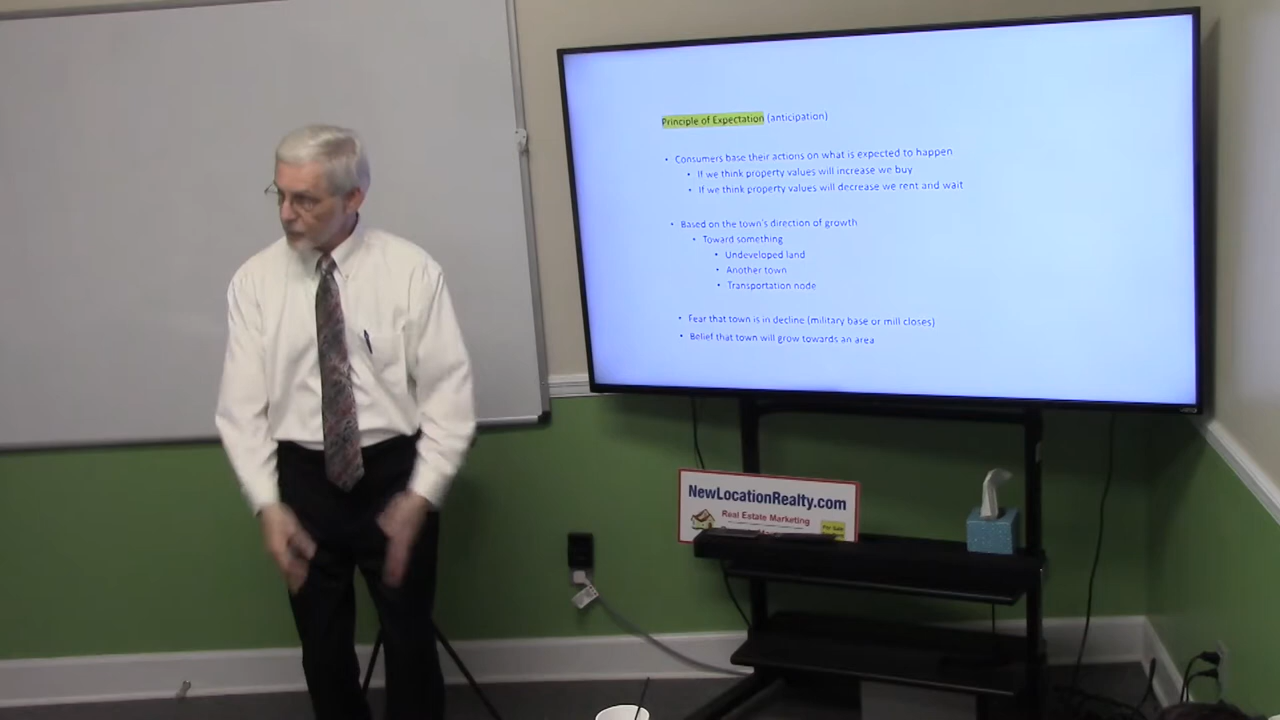 Principle of Expectation (anticipation)
• Consumers base their actions on what is expected to happen
• If we think property values will increase we buy
• If we think property values will decrease we rent and wait
• Based on the town's direction of growth
• Toward something
• Undeveloped land
• Another town
• Transportation node
• Fear that town is in decline (military base or mill closes)
• Belief that town will grow towards an area
NewLocationRealty.com
Real Estate Marketing
For Sale